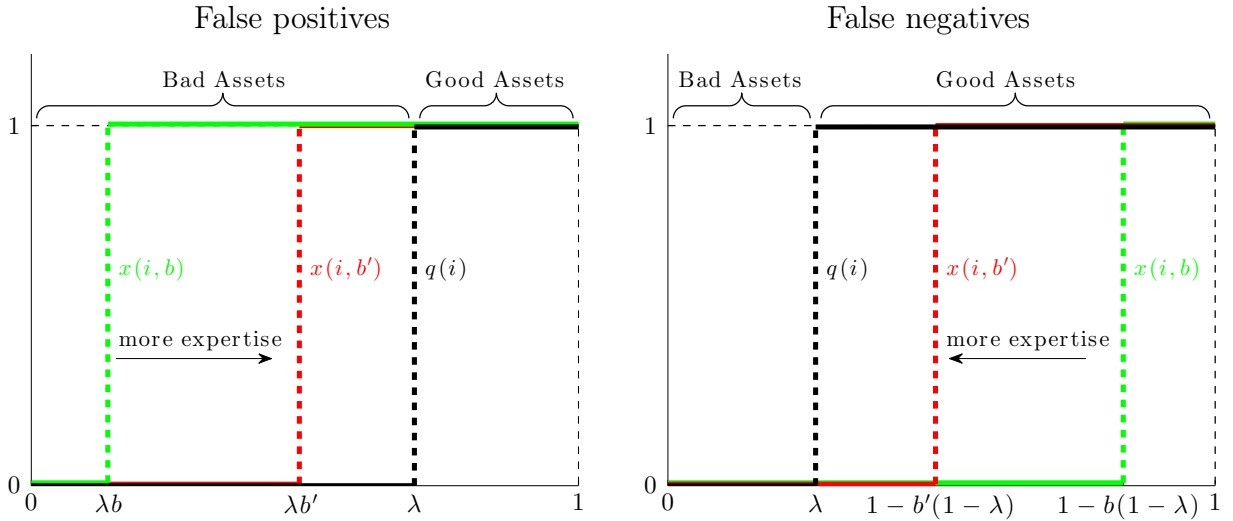 False positives
Bad Assets
Good Assets
1
x(i, b)
x(i, b′)
q(i)
more expertise
0
0
λb
λb′
λ
1
False negatives
Bad Assets
Good Assets
1
q(i)
x(i, b′)
x(i, b)
more expertise
0
0
λ
1 − b′(1 − λ)
1 − b(1 − λ)
1